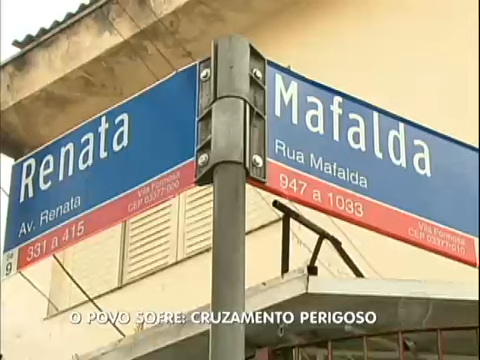 Renata
Av. Renata
Vila Formosa
331 a 415
CEP 03377-000
Mafalda
Rua Mafalda
947 a 1033
Vila Formosa
CEP 03377-010
O POVO SOFRE: CRUZAMENTO PERIGOSO